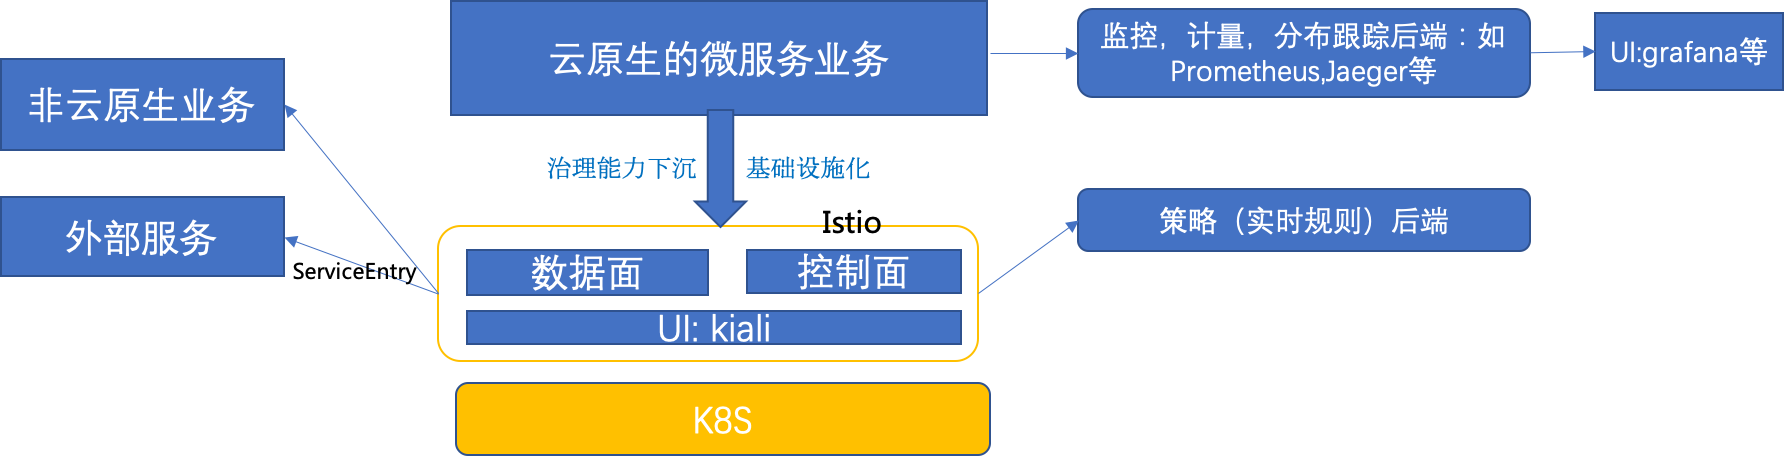 云原生的微服务业务
监控，计量，分布跟踪后端：如
Prometheus,Jaeger等
UI:grafana等
非云原生业务
治理能力下沉
基础设施化
外部服务
ServiceEntry
Istio
策略（实时规则）后端
数据面
控制面
UI: kiali
K8S